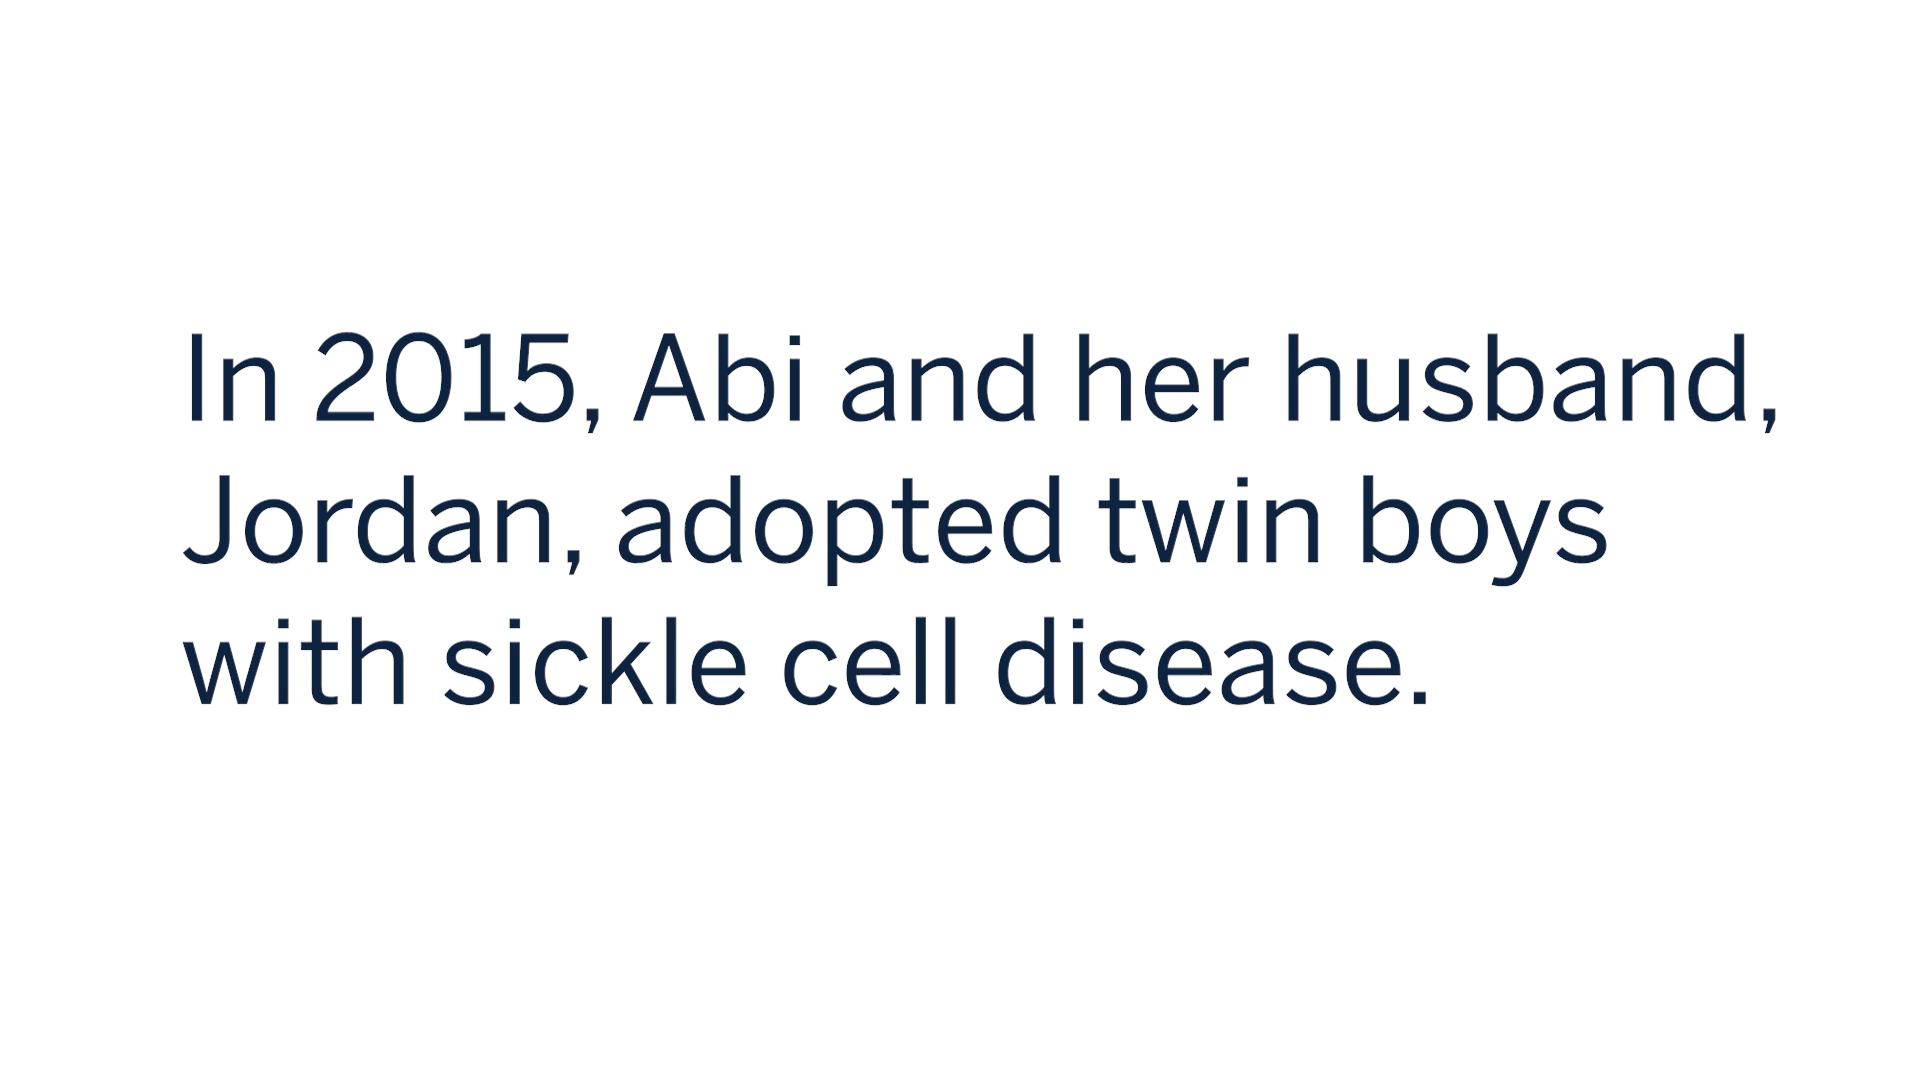 In 2015, Abi and her husband,
Jordan, adopted twin boys
with sickle cell disease.